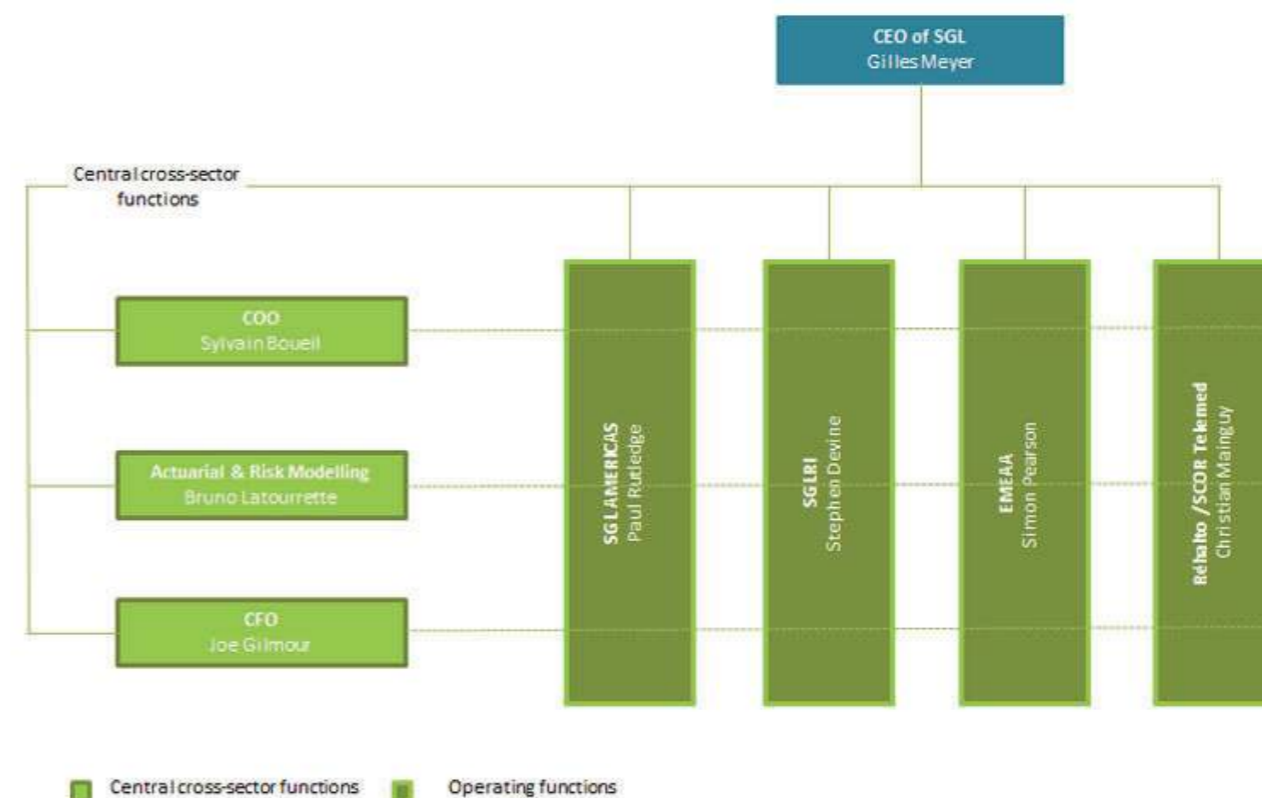 CEO of SGL
Gilles Meyer
Central cross-sector
functions
COO
Sylvain Boueil
Actuarial & Risk Modelling
Bruno Latourrette
CFO
Joe Gilmour
SGL AMERICAS
Paul Rutledge
SGLRI
Stephen Devine
EMEAA
Simon Pearson
Réhalto /SCOR Telemed
Christian Mainguy
Central cross-sector functions
Operating functions